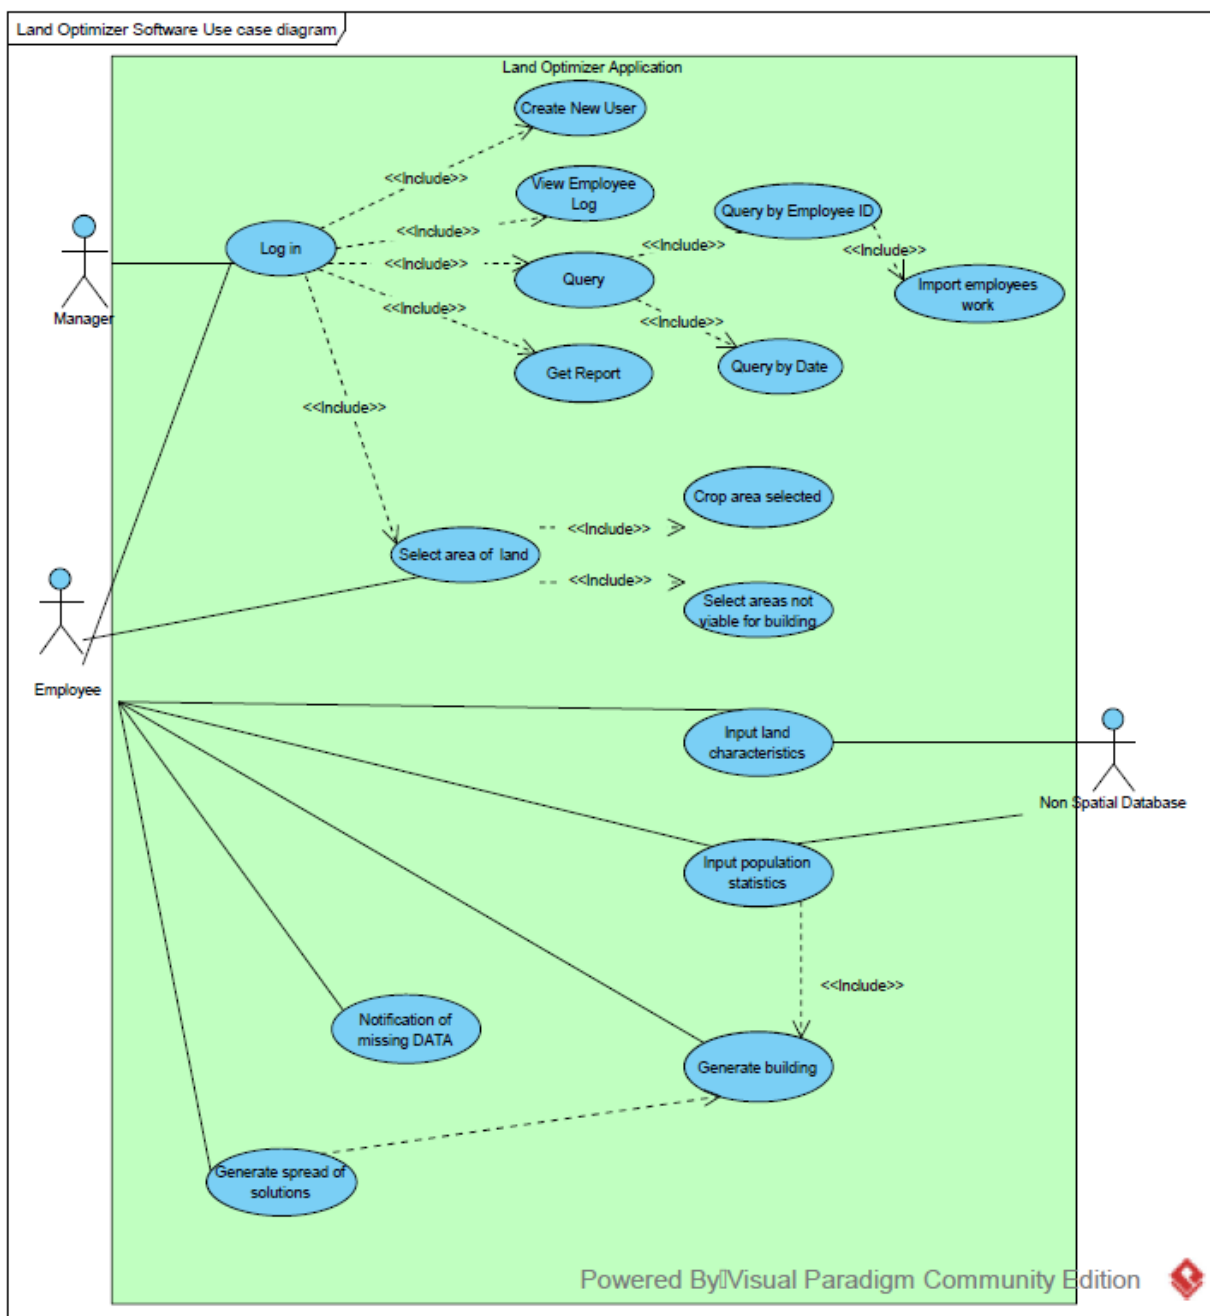 Land Optimizer Software Use case diagram
Land Optimizer Application
Create New User
<<Include>>
View Employee
Log
Query by Employee ID
<<Include>>
<<Include>>
<<Include>>
Log in
<<Include>>
Query
Import employees
work
Manager
<<Include>>
<<Include>>
Get Report
Query by Date
<<Include>>
Crop area selected
<<Include>>
Select area of land
<<Include>>
Select areas not
viable for building
Employee
Input land
characteristics
Non Spatial Database
Input population
statistics
<<Include>>
Notification of
missing DATA
Generate building
Generate spread of
solutions
Powered By Visual Paradigm Community Edition